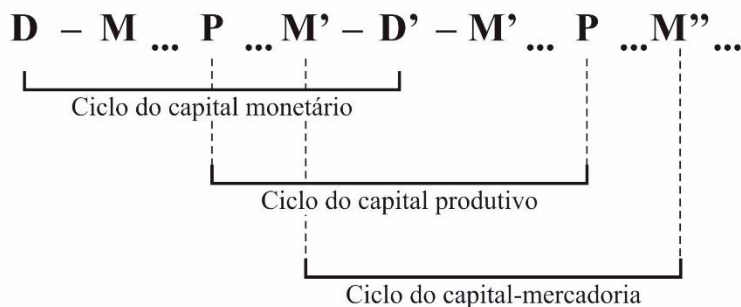 D – M ... P ... M’ – D’ – M’ ... P ...M” ...
Ciclo do capital monetário
Ciclo do capital produtivo
Ciclo do capital-mercadoria